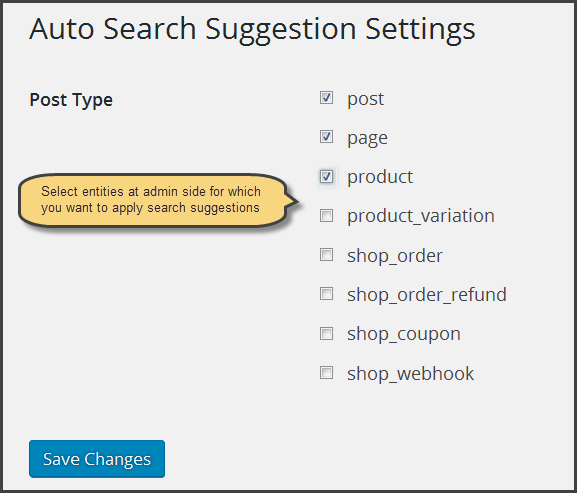 Auto Search Suggestion Settings
Post Type
post
page
product
Select entities at admin side for which
you want to apply search suggestions
product_variation
shop_order
shop_order_refund
shop_coupon
shop_webhook
Save Changes